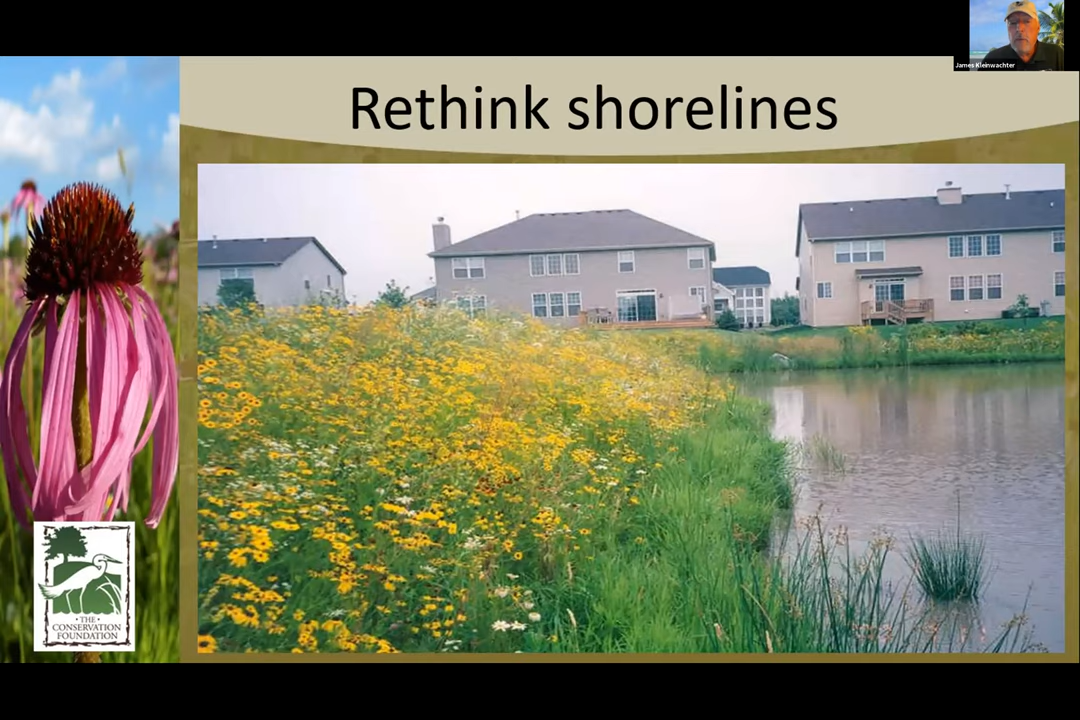 James Kleinwachter
Rethink shorelines
• THE •
CONSERVATION
FOUNDATION